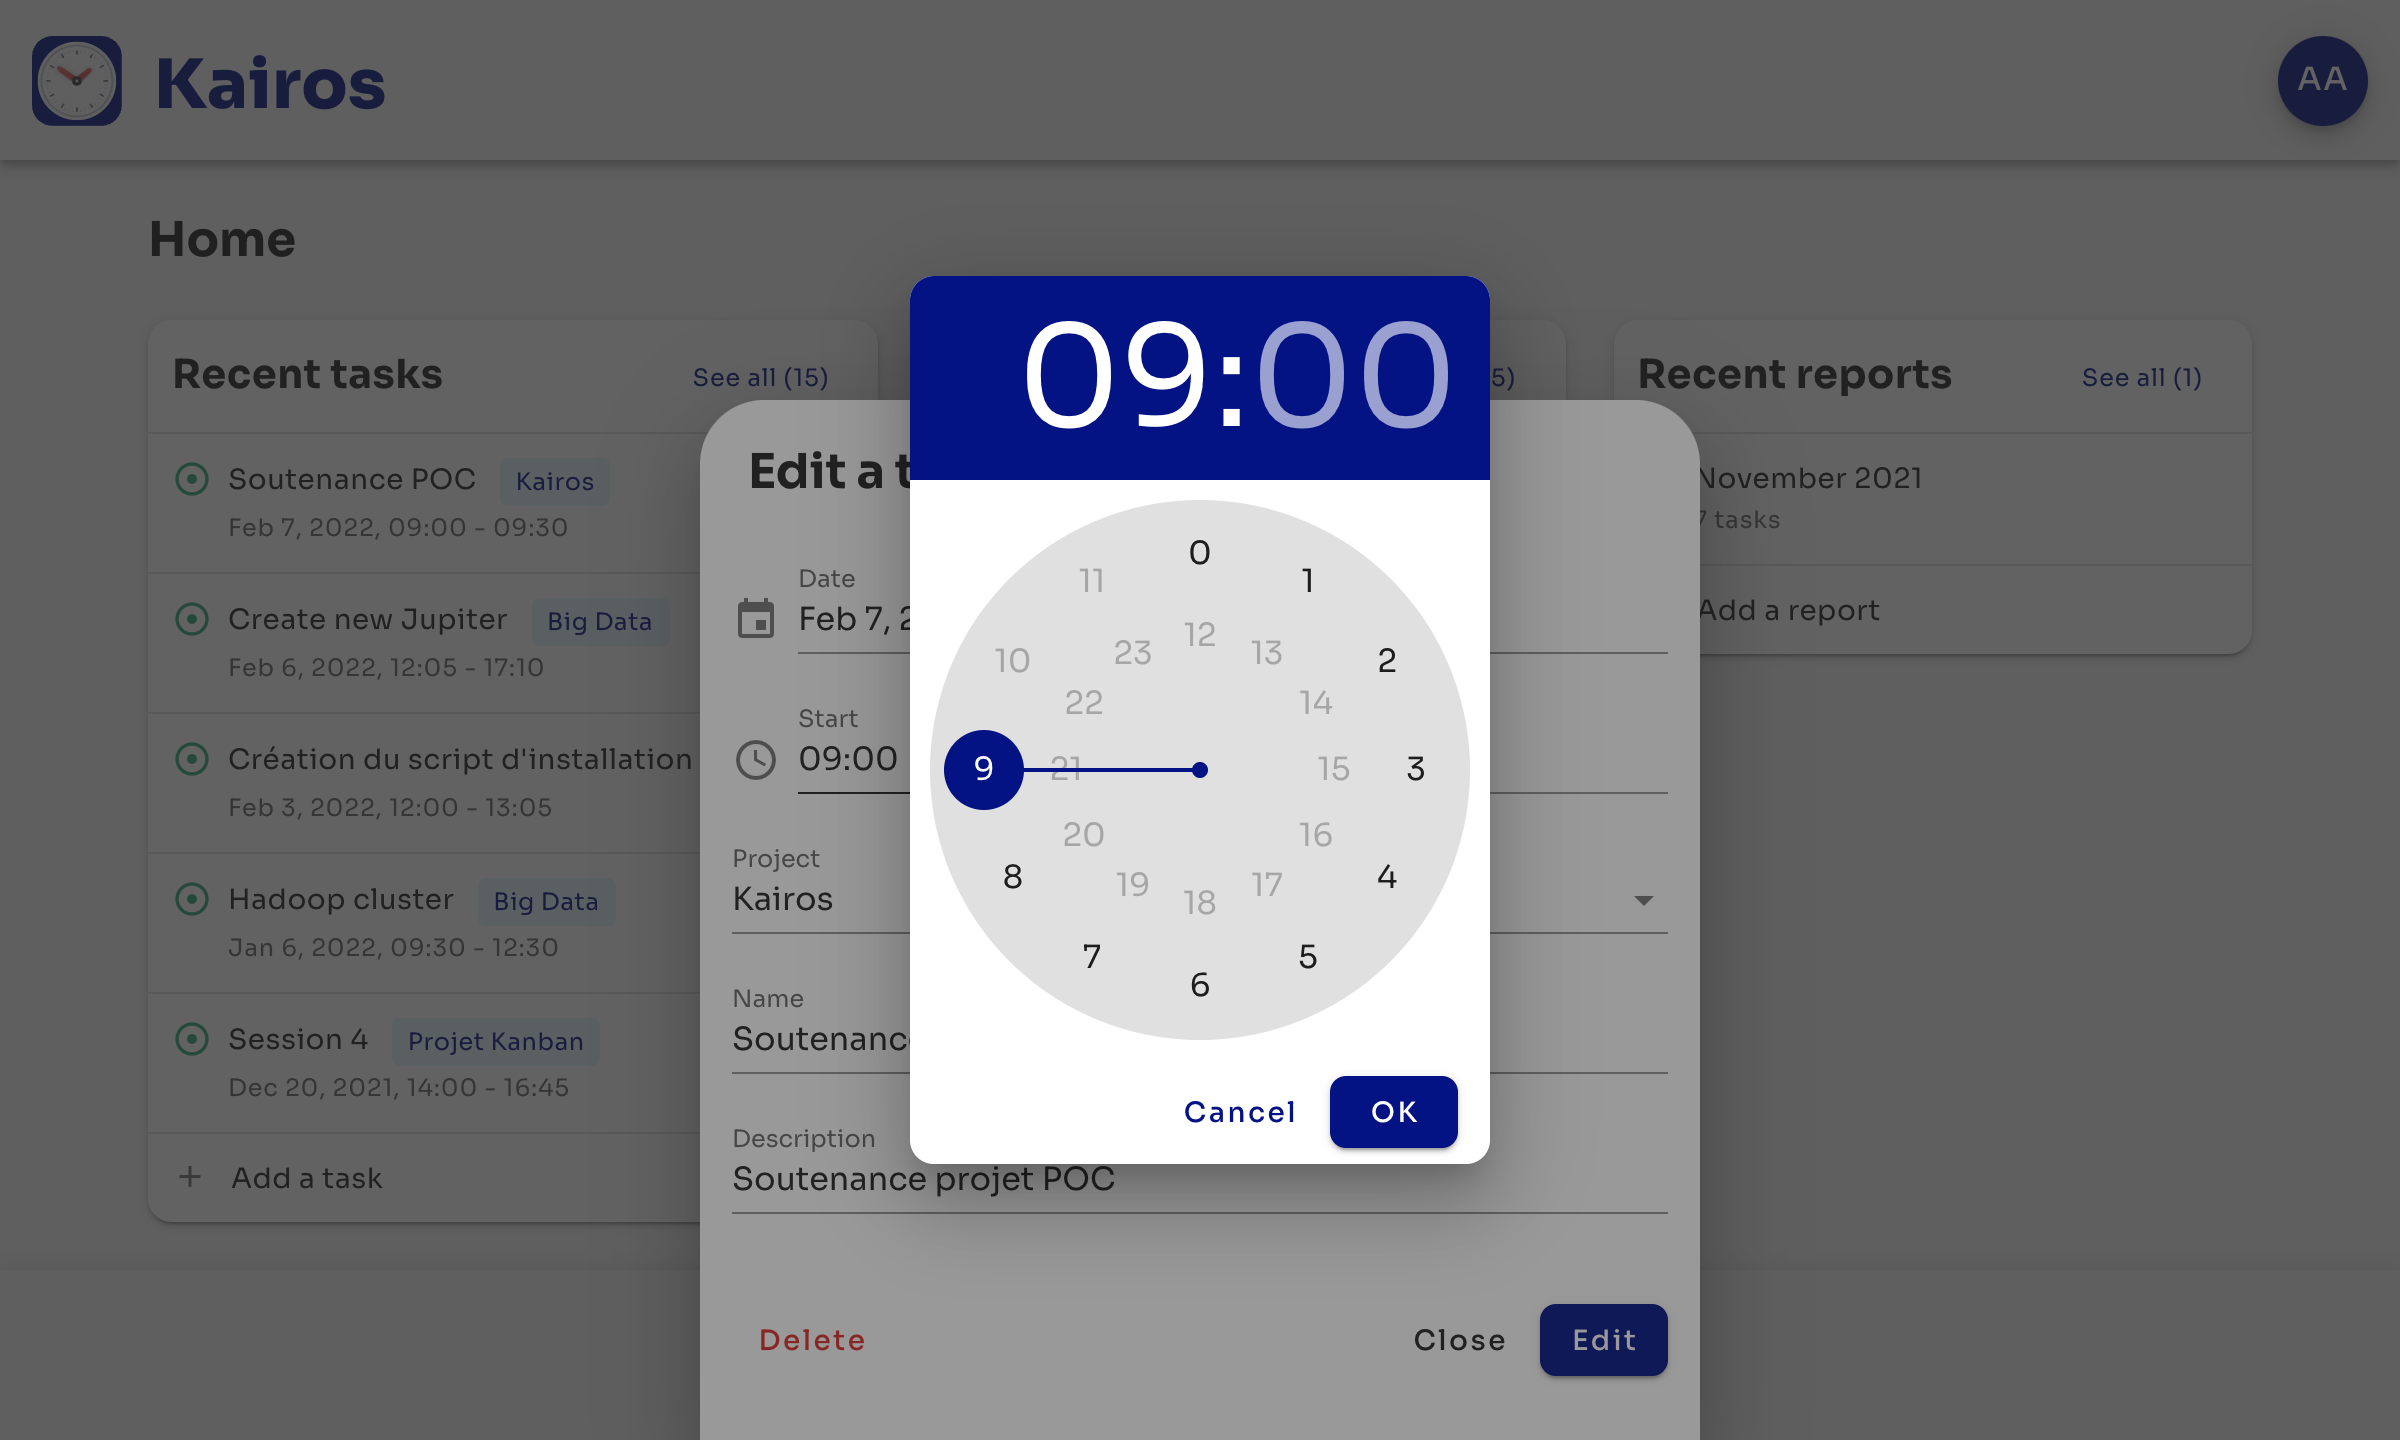 Kairos
AA
Home
Recent tasks
See all (15)
Soutenance POC Kairos
Feb 7, 2022, 09:00 - 09:30
Create new Jupiter Big Data
Feb 6, 2022, 12:05 - 17:10
Création du script d'installation
Feb 3, 2022, 12:00 - 13:05
Hadoop cluster Big Data
Jan 6, 2022, 09:30 - 12:30
Session 4 Projet Kanban
Dec 20, 2021, 14:00 - 16:45
+ Add a task
5)
Recent reports
See all (1)
November 2021
7 tasks
Add a report
Edit a t
Date
Feb 7, 2
Start
09:00
Project
Kairos
Name
Soutenanc
Description
Soutenance projet POC
Delete
Close
Edit
09:00
0
11 1
12
23 13
10 2
22 14
9 21 15 3
20 16
8 4
19 17
18
7 5
6
Cancel
OK